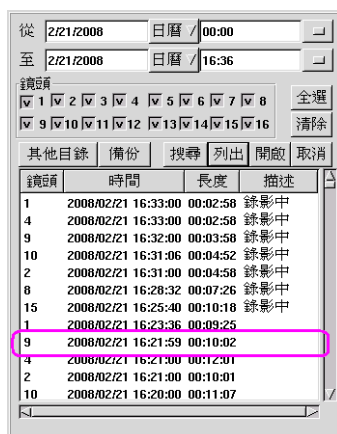 從 2/21/2008 日曆 / 00:00
至 2/21/2008 日曆 / 16:36
鏡頭
1 2 3 4 5 6 7 8 全選
9 10 11 12 13 14 15 16 清除
其他目錄 備份 搜尋 列出 開啟 取消
鏡頭 時間 長度 描述
1 2008/02/21 16:33:00 00:02:58 錄影中
4 2008/02/21 16:33:00 00:02:58 錄影中
9 2008/02/21 16:32:00 00:03:58 錄影中
10 2008/02/21 16:31:06 00:04:52 錄影中
2 2008/02/21 16:31:00 00:04:58 錄影中
8 2008/02/21 16:28:32 00:07:26 錄影中
15 2008/02/21 16:25:40 00:10:18 錄影中
1 2008/02/21 16:23:36 00:09:25
9 2008/02/21 16:21:59 00:10:02
4 2008/02/21 16:21:00 00:12:01
2 2008/02/21 16:21:00 00:10:01
10 2008/02/21 16:20:00 00:11:07